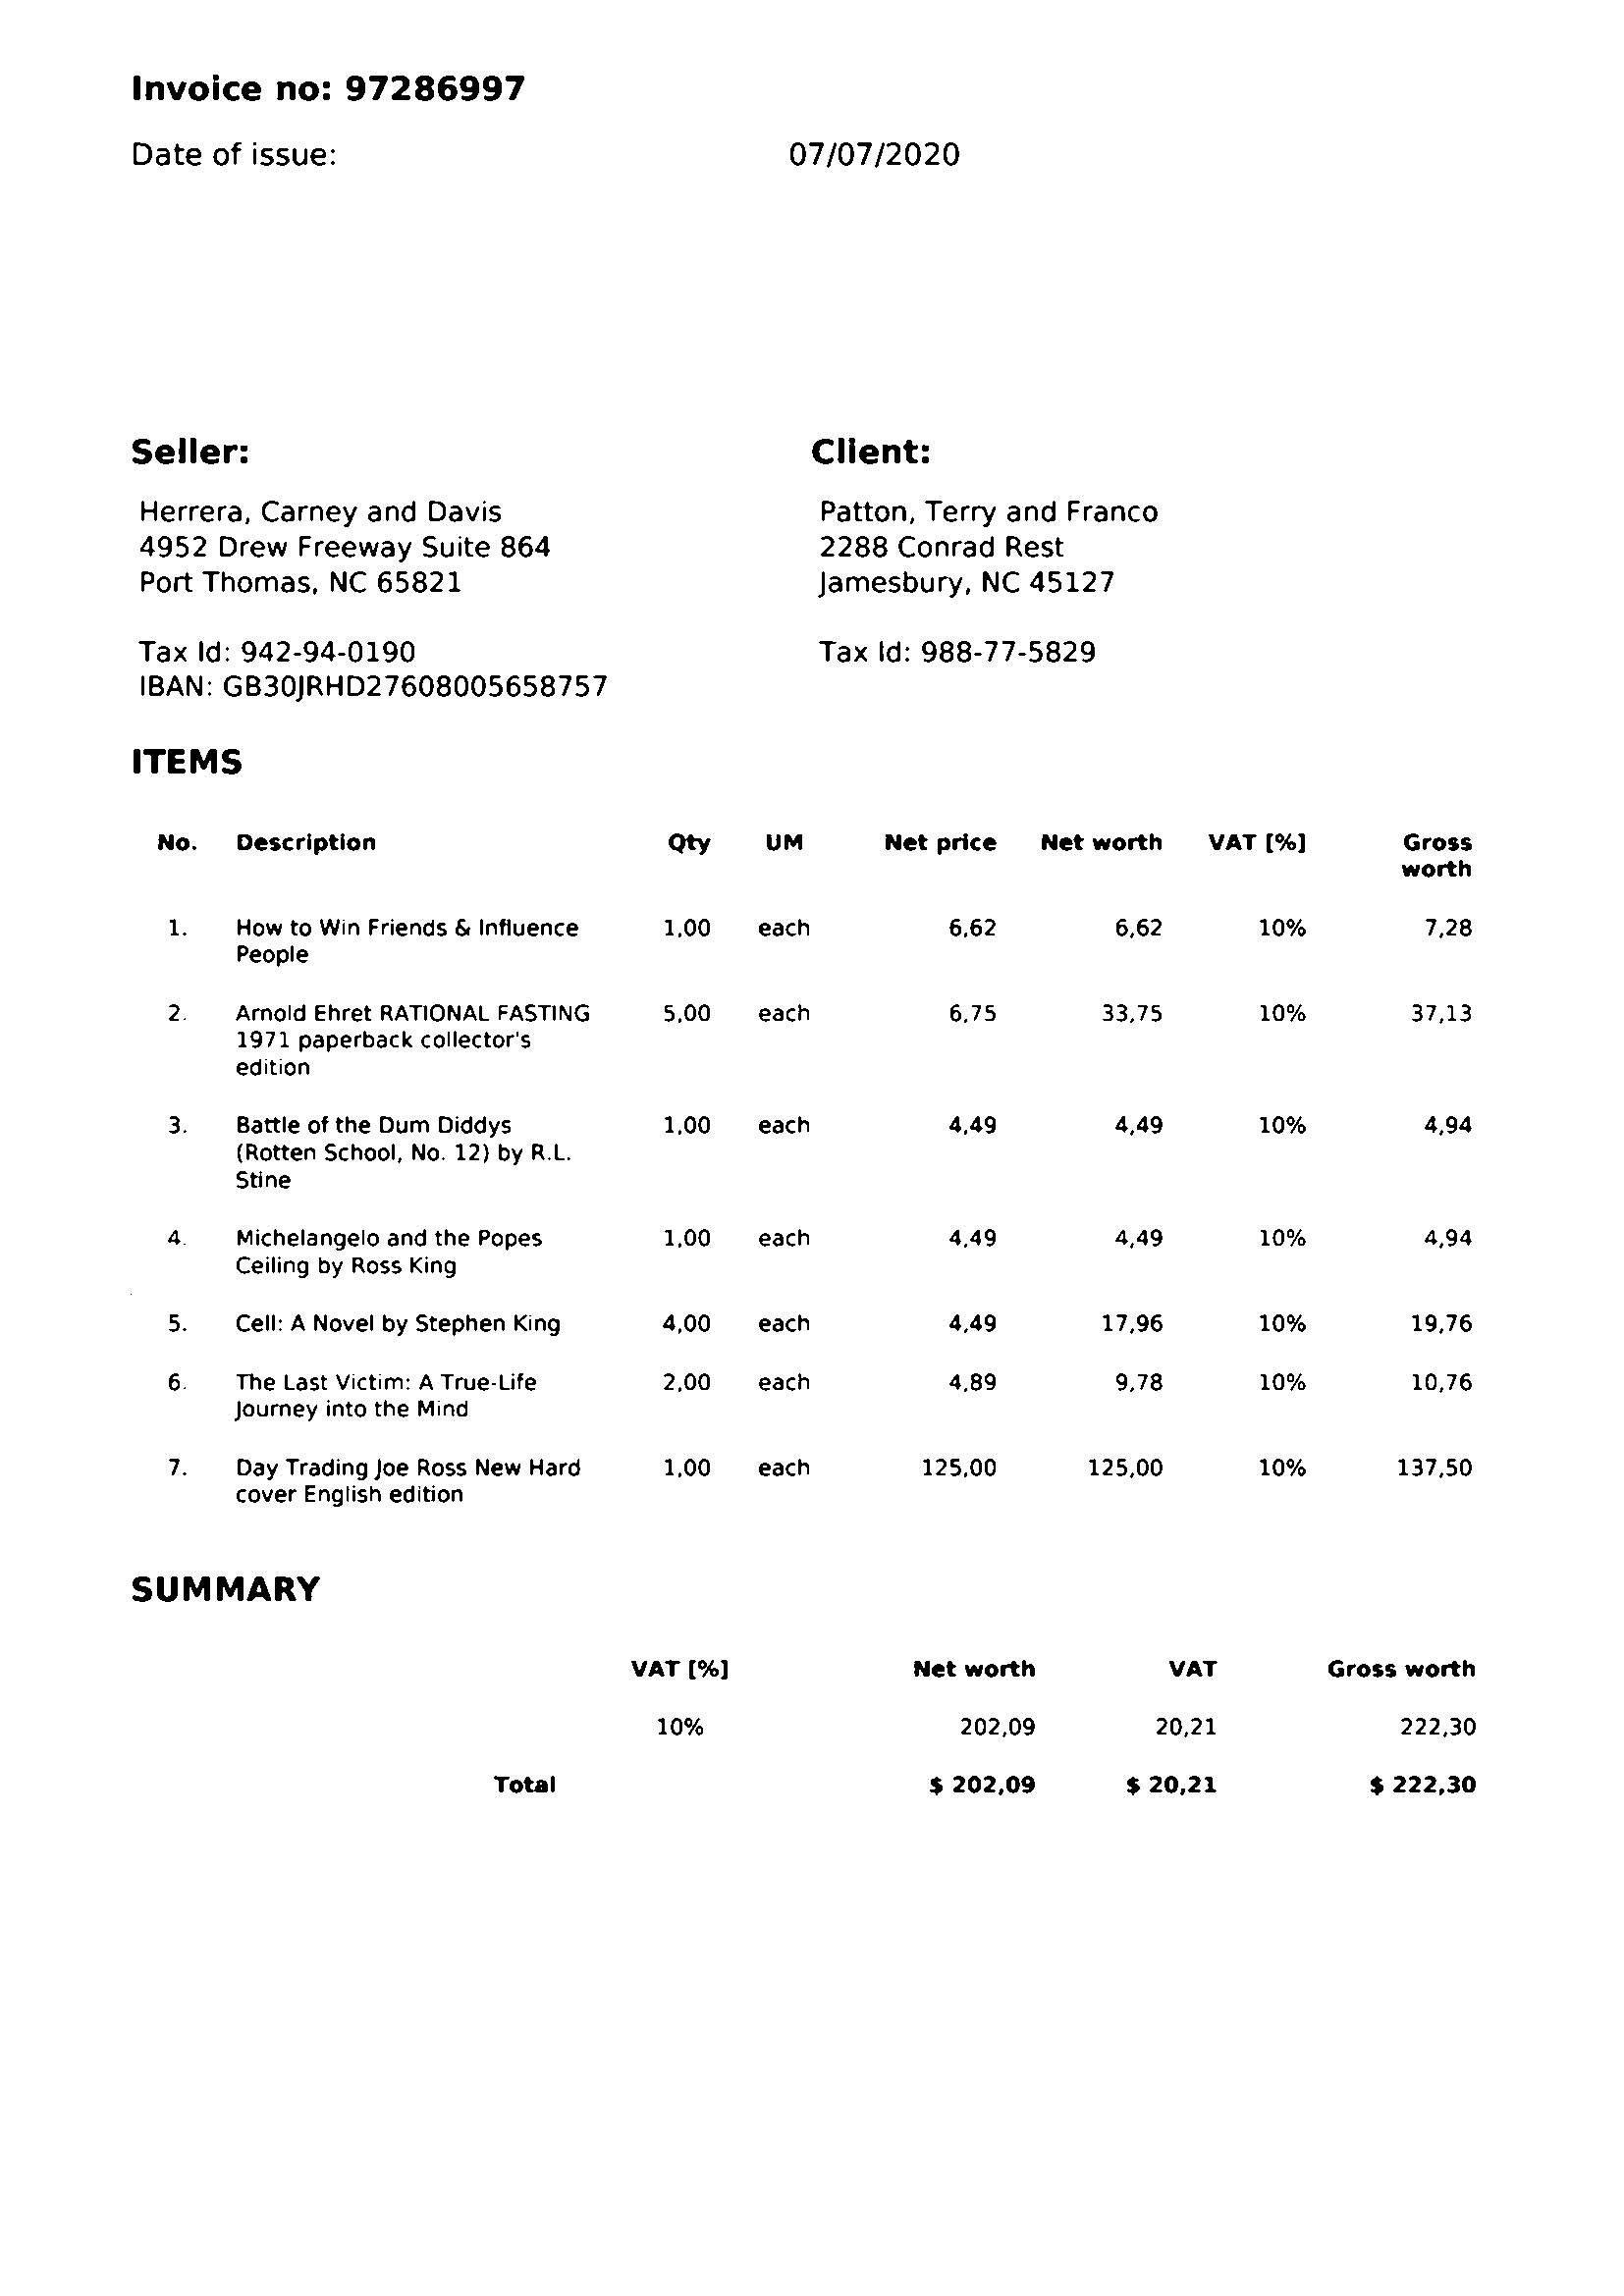 Invoice no: 97286997
Date of issue: 07/07/2020
Seller: Client:
Herrera, Carney and Davis Patton, Terry and Franco
4952 Drew Freeway Suite 864 2288 Conrad Rest
Port Thomas, NC 65821 Jamesbury, NC 45127
Tax Id: 942-94-0190 Tax Id: 988-77-5829
IBAN: GB30JRHD27608005658757
ITEMS
No. Description Qty UM Net price Net worth VAT [%] Gross
worth
1. How to Win Friends & Influence 1,00 each 6,62 6,62 10% 7,28
People
2. Arnold Ehret RATIONAL FASTING 5,00 each 6,75 33,75 10% 37,13
1971 paperback collector's
edition
3. Battle of the Dum Diddys 1,00 each 4,49 4,49 10% 4,94
(Rotten School, No. 12) by R.L.
Stine
4. Michelangelo and the Popes 1,00 each 4,49 4,49 10% 4,94
Ceiling by Ross King
5. Cell: A Novel by Stephen King 4,00 each 4,49 17,96 10% 19,76
6. The Last Victim: A True-Life 2,00 each 4,89 9,78 10% 10,76
Journey into the Mind
7. Day Trading Joe Ross New Hard 1,00 each 125,00 125,00 10% 137,50
cover English edition
SUMMARY
VAT [%] Net worth VAT Gross worth
10% 202,09 20,21 222,30
Total $ 202,09 $ 20,21 $ 222,30